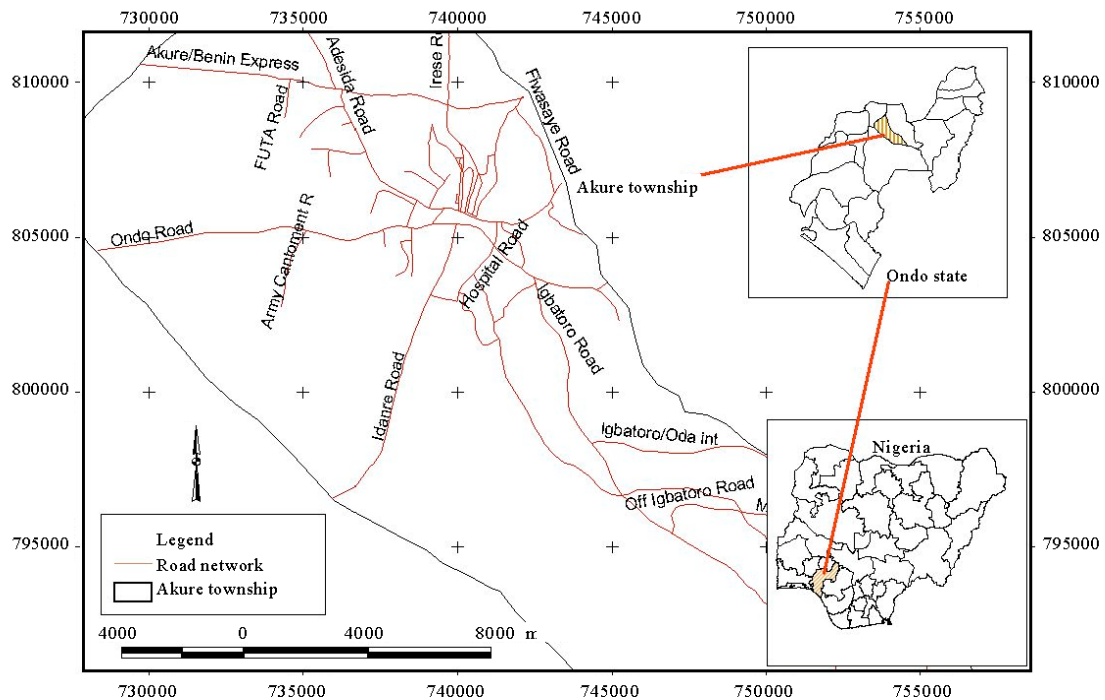 730000 735000 740000 745000 750000 755000
810000 810000
Akure/Benin Express
Adesida Road
Irese R
Fiwasaye Road
FUTA Road
Akure township
805000 805000
Ondo Road
Army Cantoment R
Hospital Road
Ondo state
Igbatoro Road
800000 800000
Idanre Road
Igbatoro/Oda int
Nigeria
Off Igbatoro Road
M
795000 795000
Legend
Road network
Akure township
4000 0 4000 8000 m
730000 735000 740000 745000 750000 755000